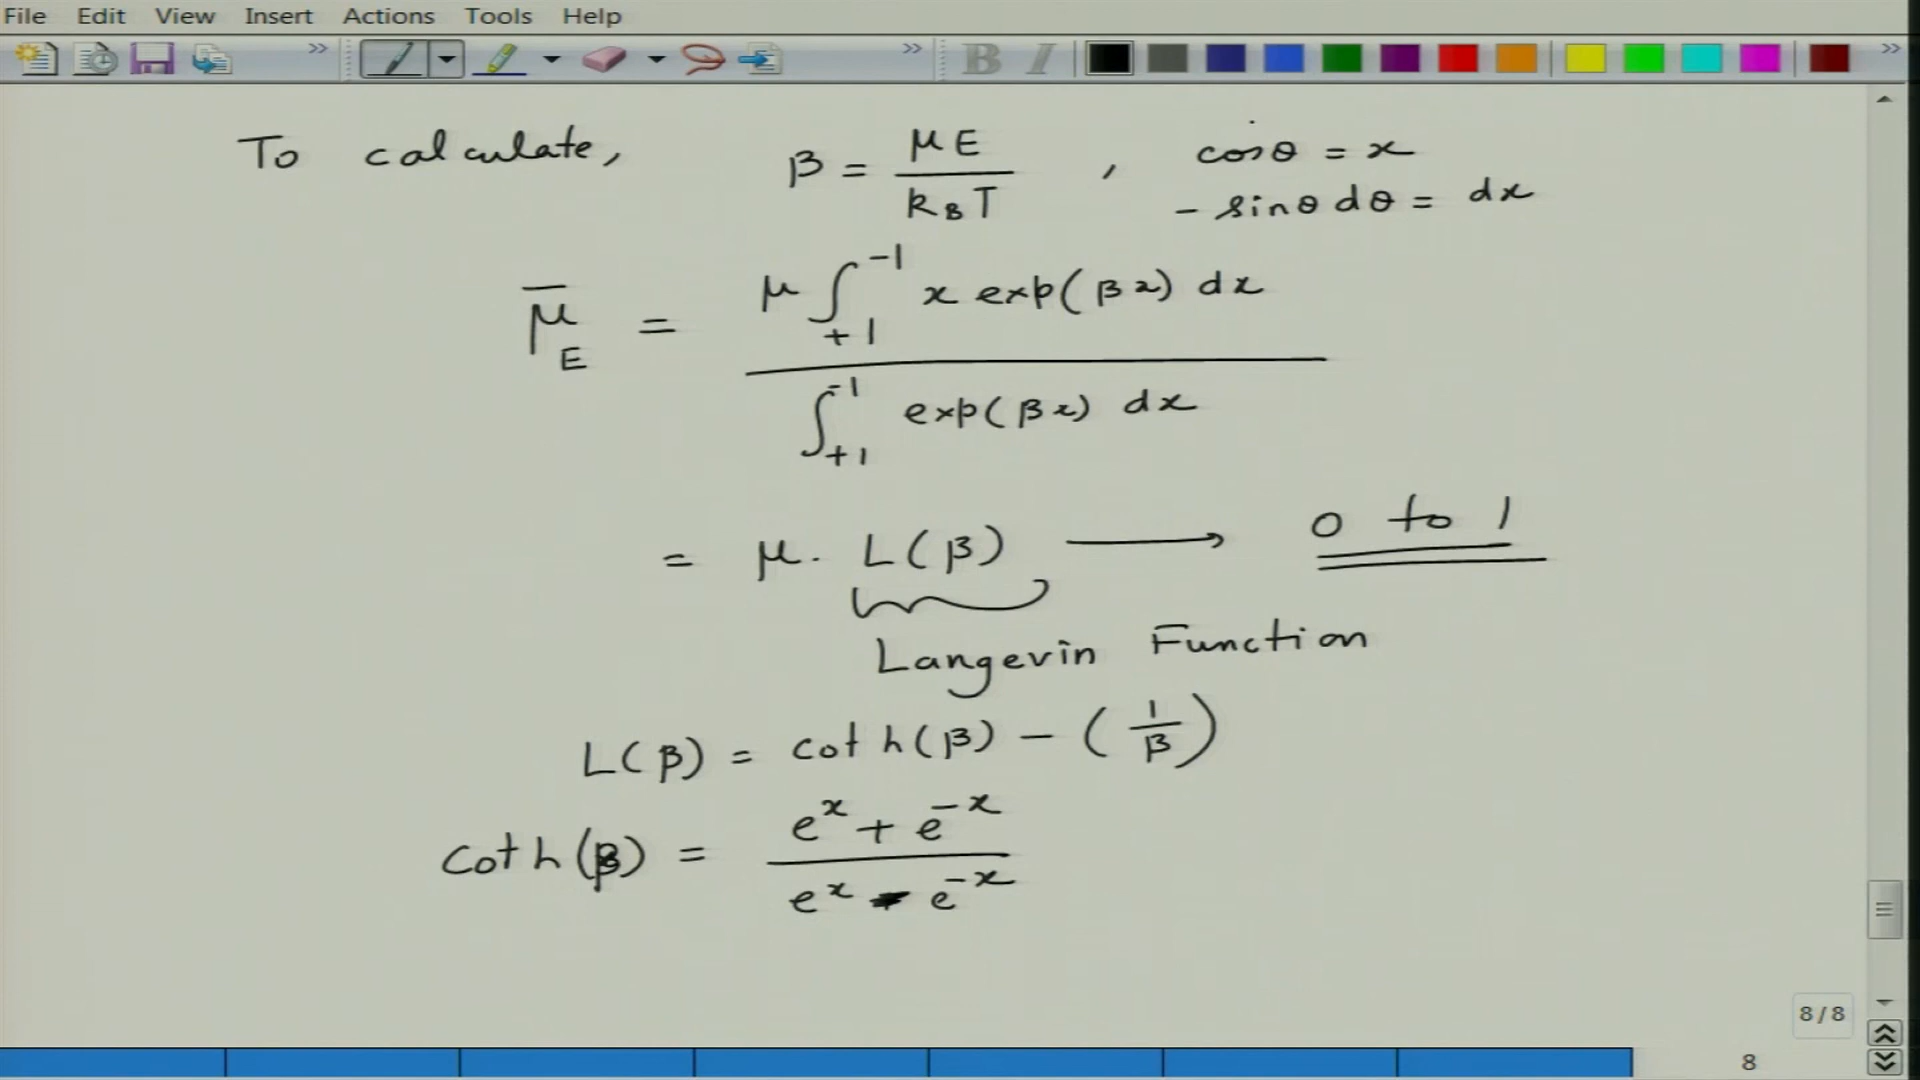 File Edit View Insert Actions Tools Help
B I
To calculate, β = μE / k_B T , cosθ = x
- sinθ dθ = dx
μ̄_E = μ ∫_{+1}^{-1} x exp(βx) dx / ∫_{+1}^{-1} exp(βx) dx
= μ. L(β) → 0 to 1
Langevin Function
L(β) = cot h(β) - (1/β)
cot h(β) = e^x + e^{-x} / e^x - e^{-x}
8/8
8